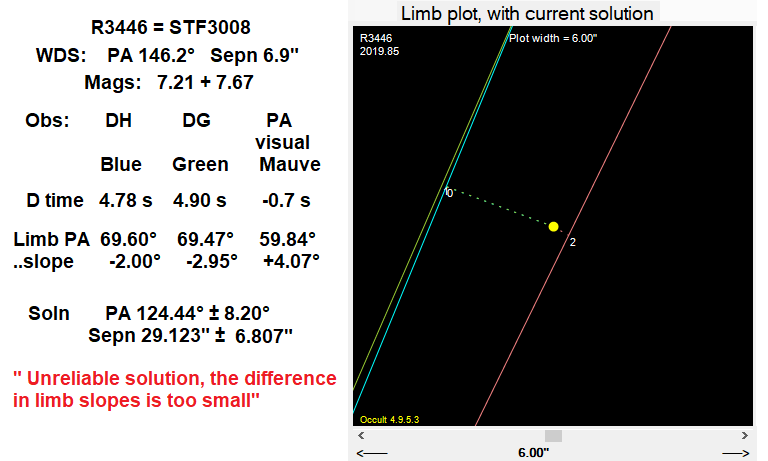 R3446 = STF3008
WDS: PA 146.2° Sepn 6.9"
Mags: 7.21 + 7.67
Obs: DH DG PA
visual
Blue Green Mauve
D time 4.78 s 4.90 s -0.7 s
Limb PA 69.60° 69.47° 59.84°
..slope -2.00° -2.95° +4.07°
Soln PA 124.44° ± 8.20°
Sepn 29.123" ± 6.807"
" Unreliable solution, the difference
in limb slopes is too small"
Limb plot, with current solution
R3446 Plot width = 6.00"
2019.85
0
2
Occult 4.9.5.3
6.00"